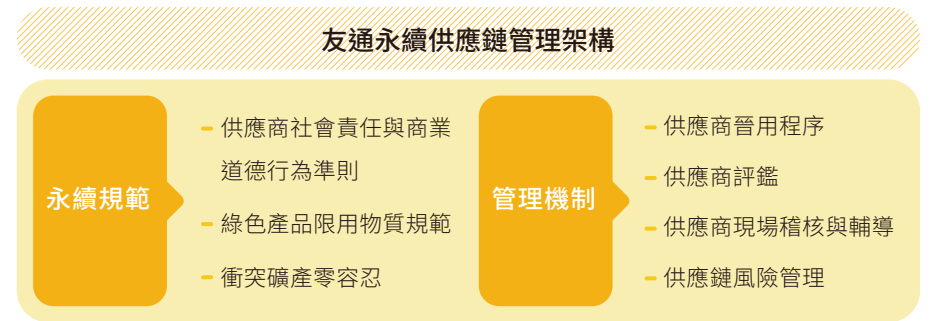 友通永續供應鏈管理架構
永續規範
– 供應商社會責任與商業
道德行為準則
– 綠色產品限用物質規範
– 衝突礦產零容忍
管理機制
– 供應商晉用程序
– 供應商評鑑
– 供應商現場稽核與輔導
– 供應鏈風險管理